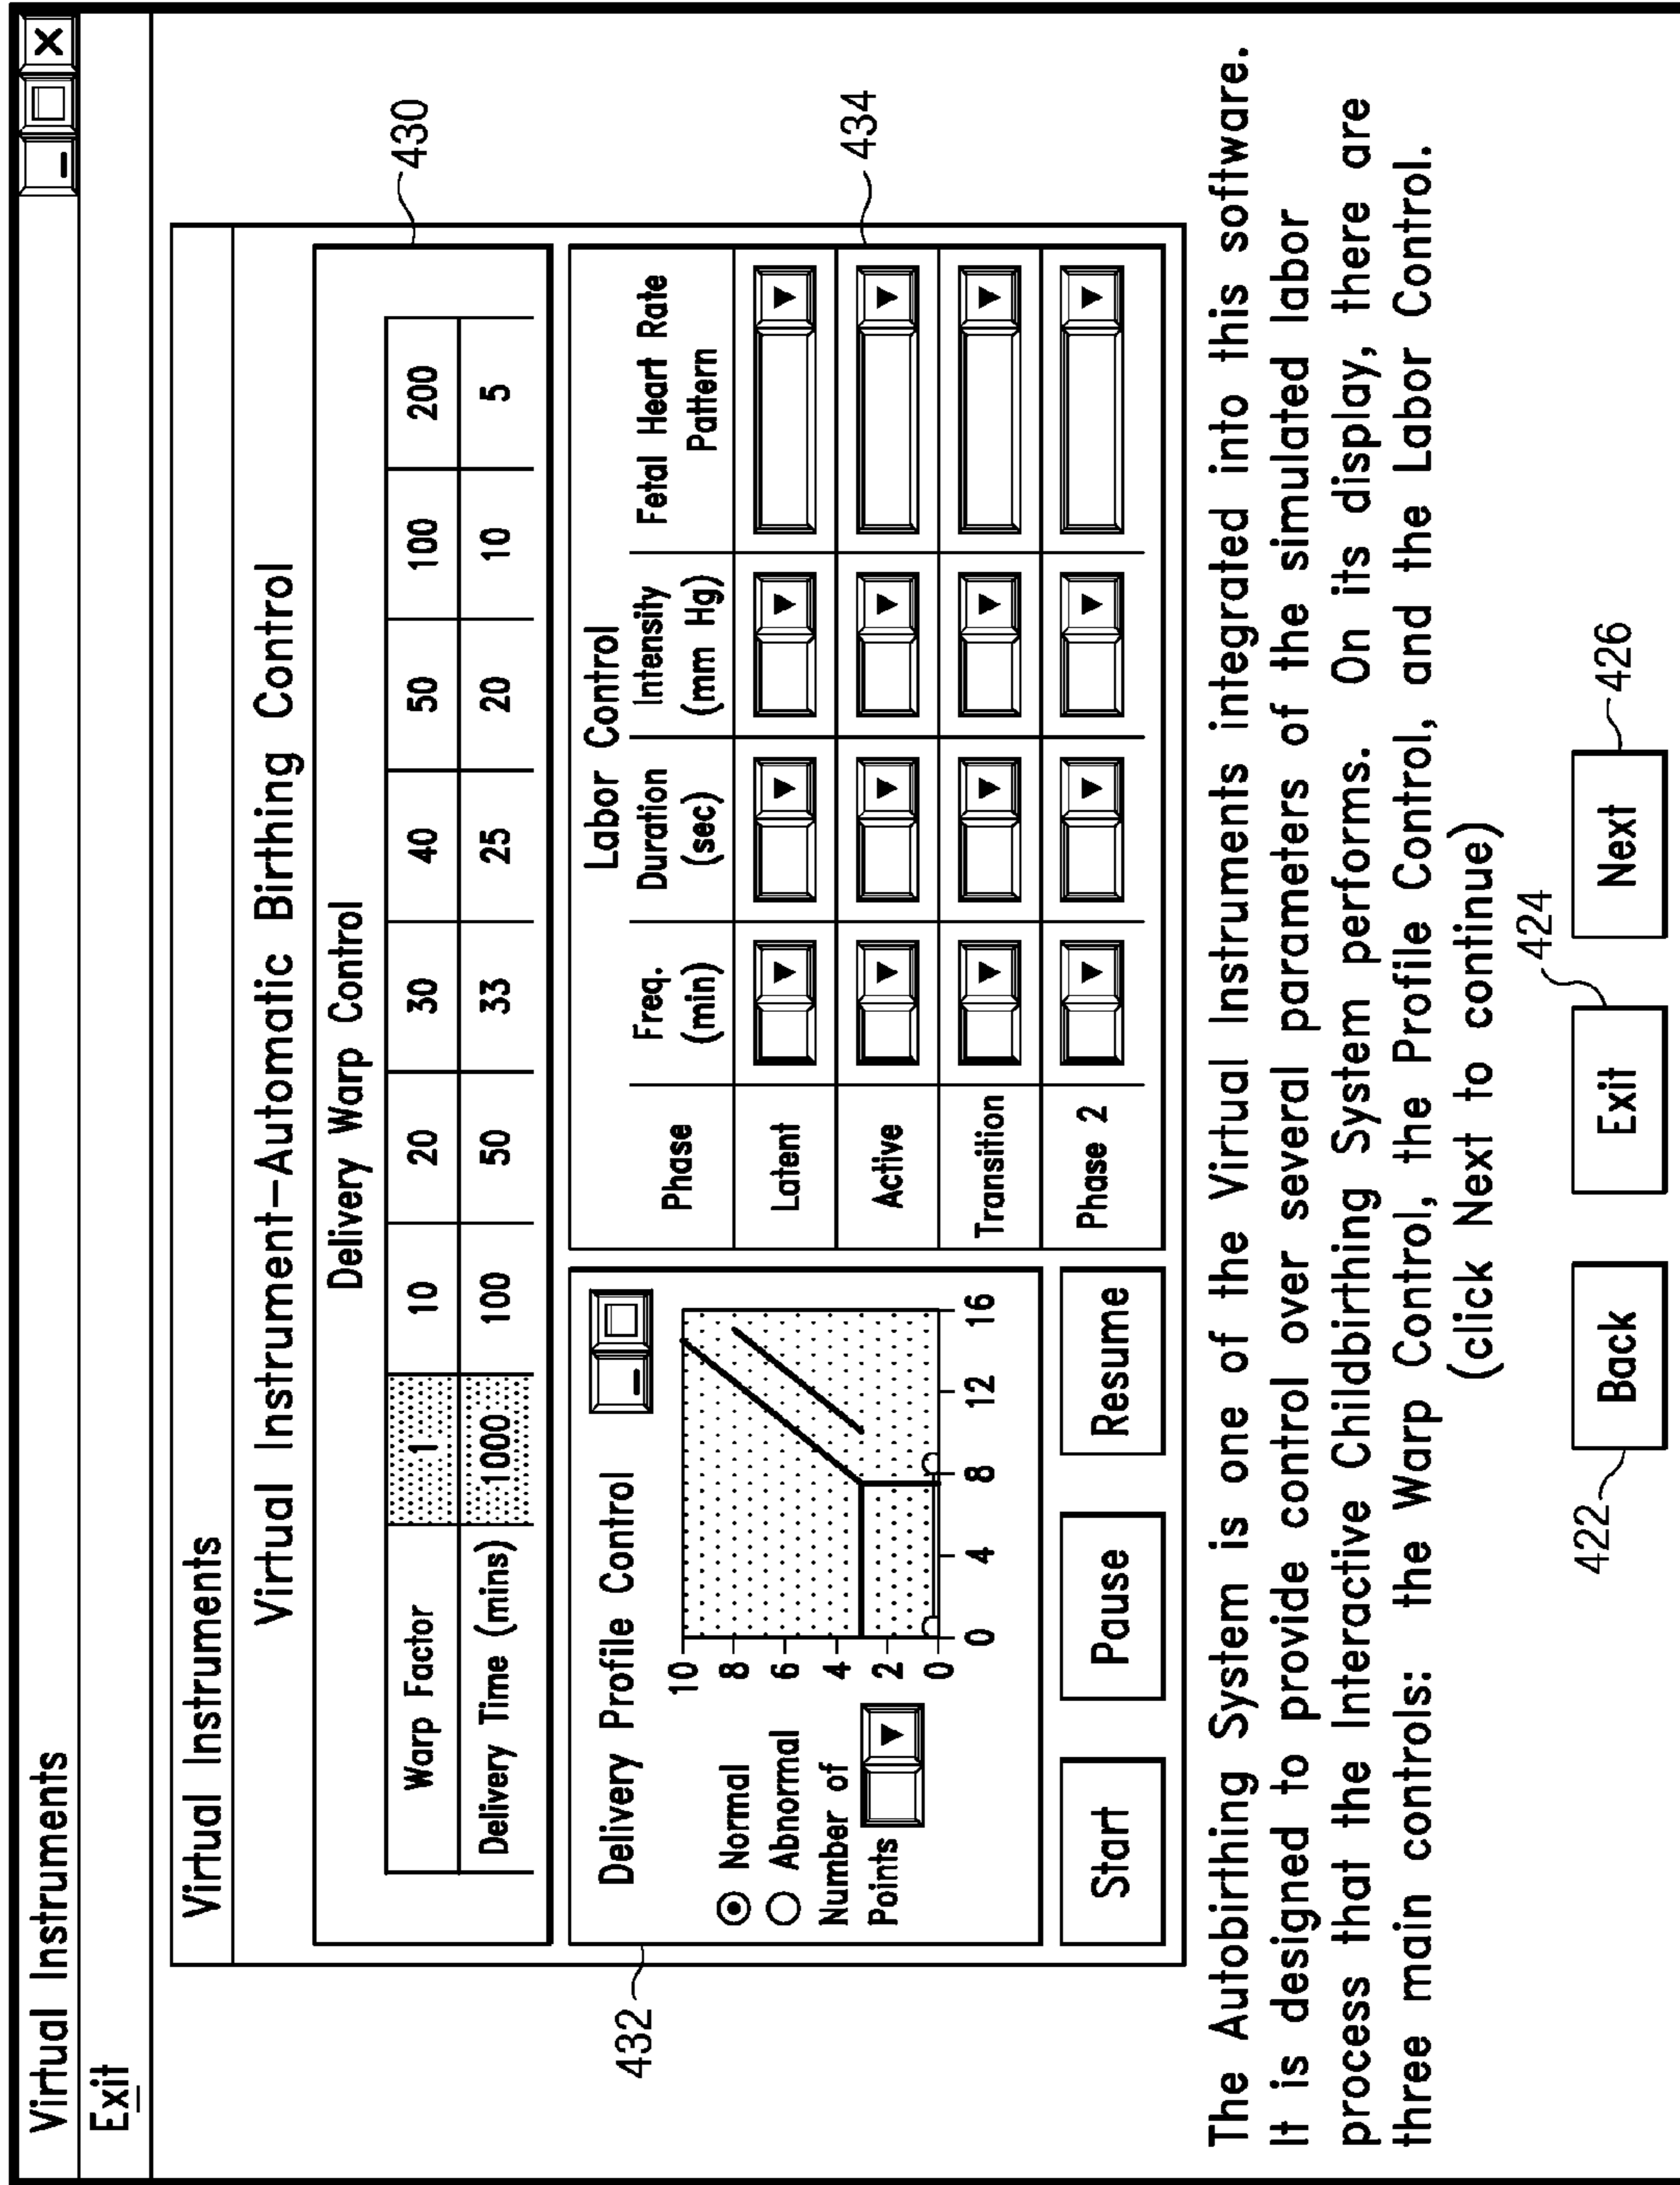 Virtual Instruments
Exit
Virtual Instruments
Virtual Instrument-Automatic Birthing Control
Delivery Warp Control
430
Warp Factor 1 10 20 30 40 50 100 200
Delivery Time (mins) 1000 100 50 33 25 20 10 5
432
Delivery Profile Control
Normal
Abnormal
Number of
Points
10
8
6
4
2
0
0 4 8 12 16
Start Pause Resume
Labor Control
434
Phase Freq. (min) Duration (sec) Intensity (mm Hg) Fetal Heart Rate Pattern
Latent
Active
Transition
Phase 2
The Autobirthing System is one of the Virtual Instruments integrated into this software.
It is designed to provide control over several parameters of the simulated labor
process that the Interactive Childbirthing System performs. On its display, there are
three main controls: the Warp Control, the Profile Control, and the Labor Control.
(click Next to continue)
422 424 426
Back Exit Next